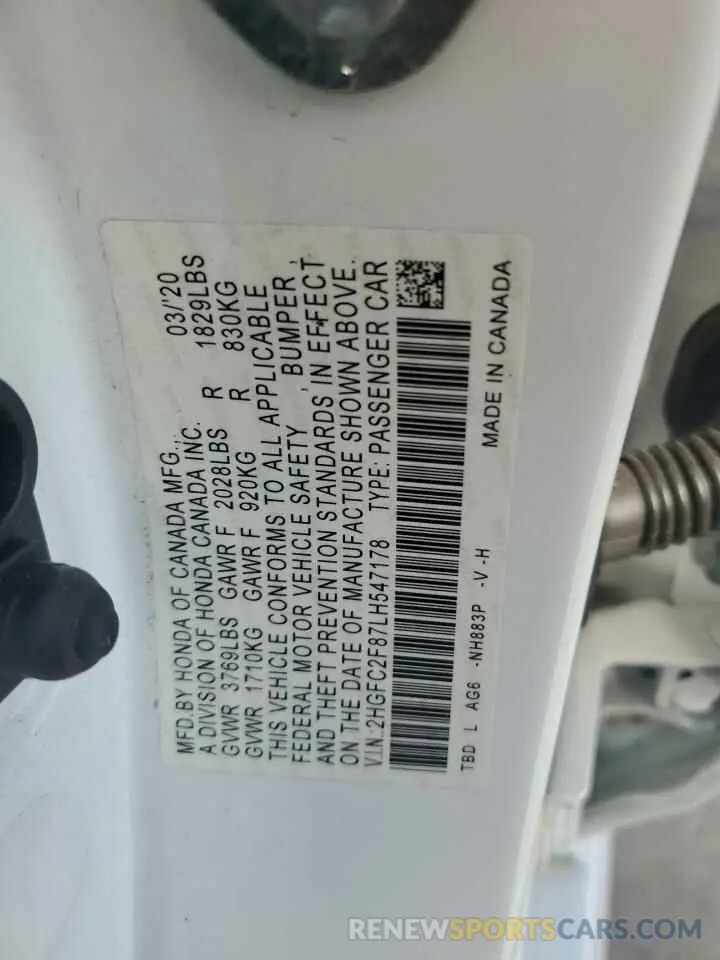 MFD.BY HONDA OF CANADA MFG., 03/'20
A DIVISION OF HONDA CANADA INC.
GVWR 3769LBS GAWR F 2028LBS R 1829LBS
GVWR 1710KG GAWR F 920KG R 830KG
THIS VEHICLE CONFORMS TO ALL APPLICABLE
FEDERAL MOTOR VEHICLE SAFETY , BUMPER ,
AND THEFT PREVENTION STANDARDS IN EFFECT
ON THE DATE OF MANUFACTURE SHOWN ABOVE.
V.I.N.:2HGFC2F87LH547178 TYPE: PASSENGER CAR
TBD L AG6 -NH883P -V -H MADE IN CANADA
RENEWSPORTSCARS.COM